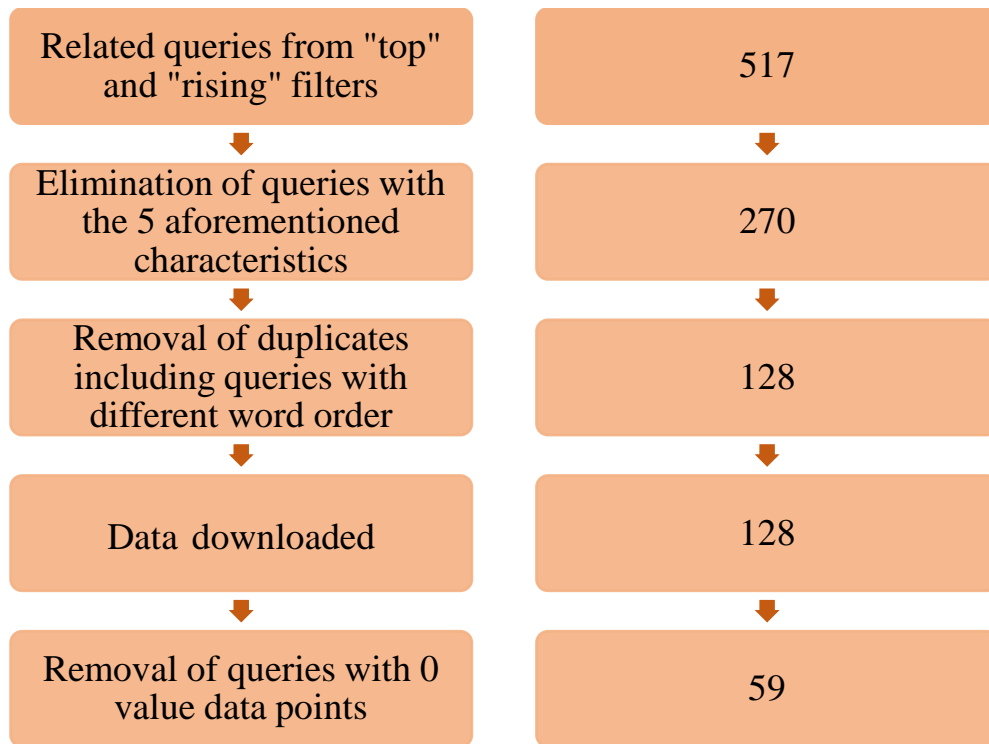 Related queries from "top"
and "rising" filters
517
Elimination of queries with
the 5 aforementioned
characteristics
270
Removal of duplicates
including queries with
different word order
128
Data downloaded
128
Removal of queries with 0
value data points
59